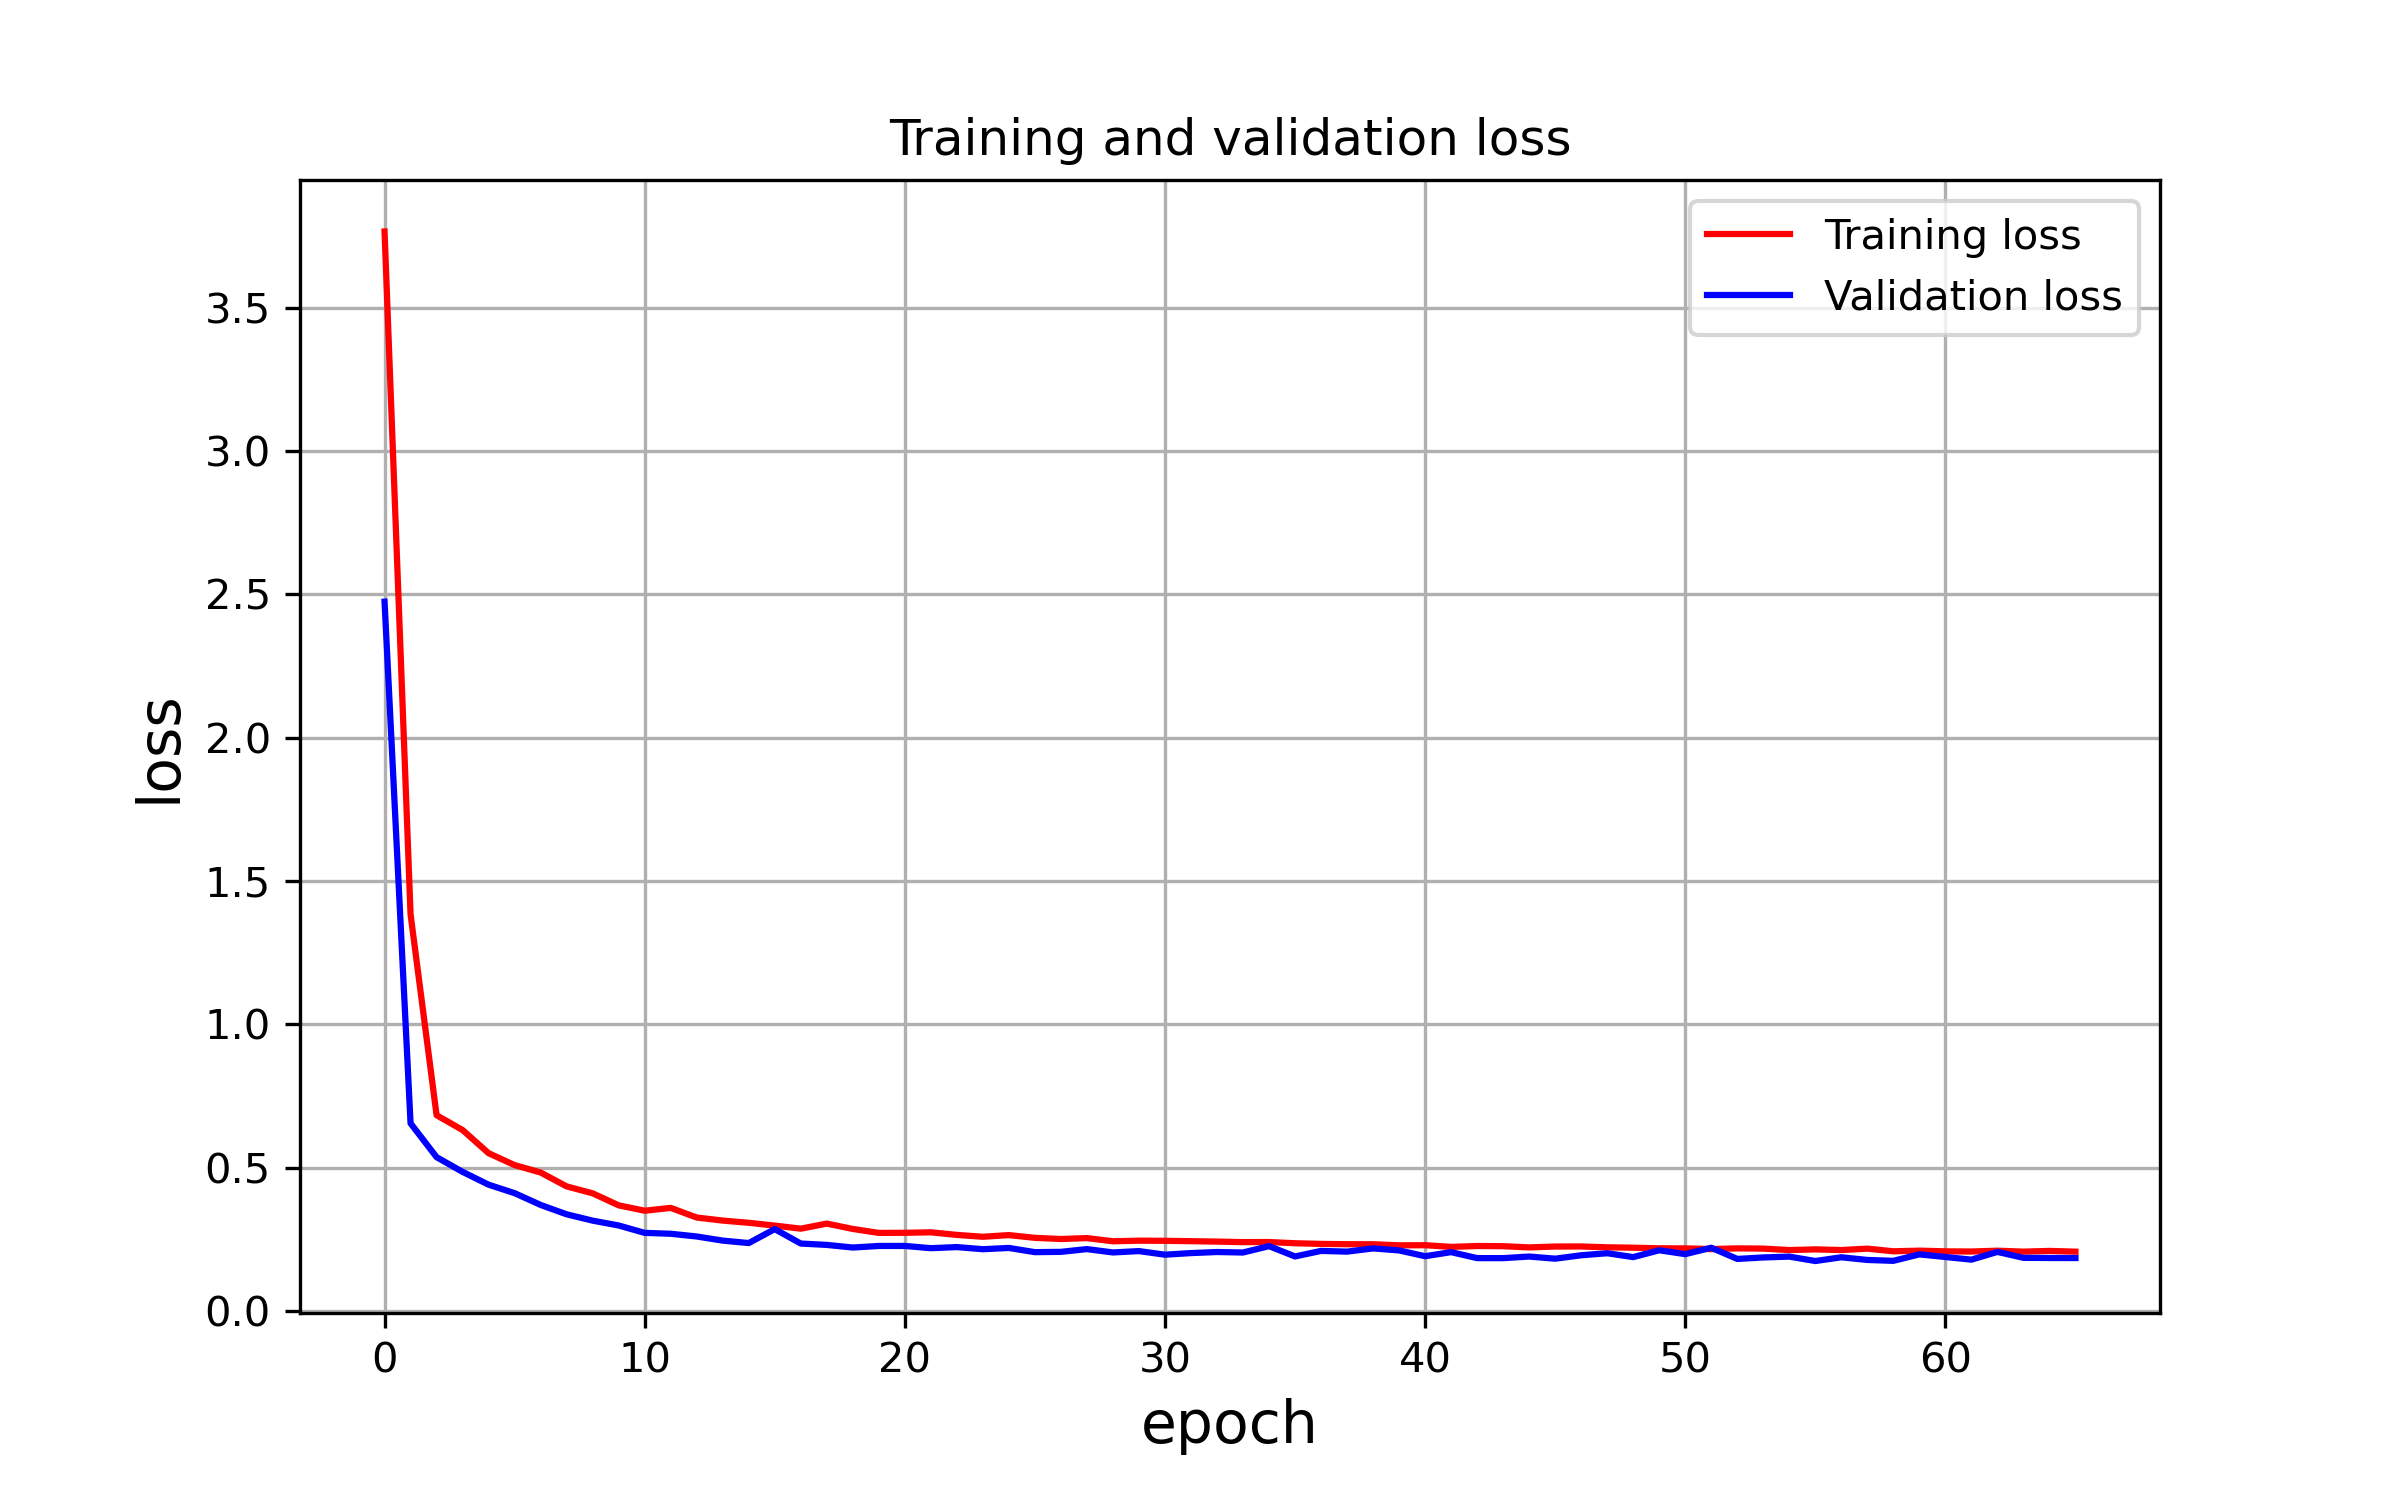 Training and validation loss
Training loss
Validation loss
3.5
3.0
2.5
2.0
1.5
1.0
0.5
0.0
loss
0 10 20 30 40 50 60
epoch